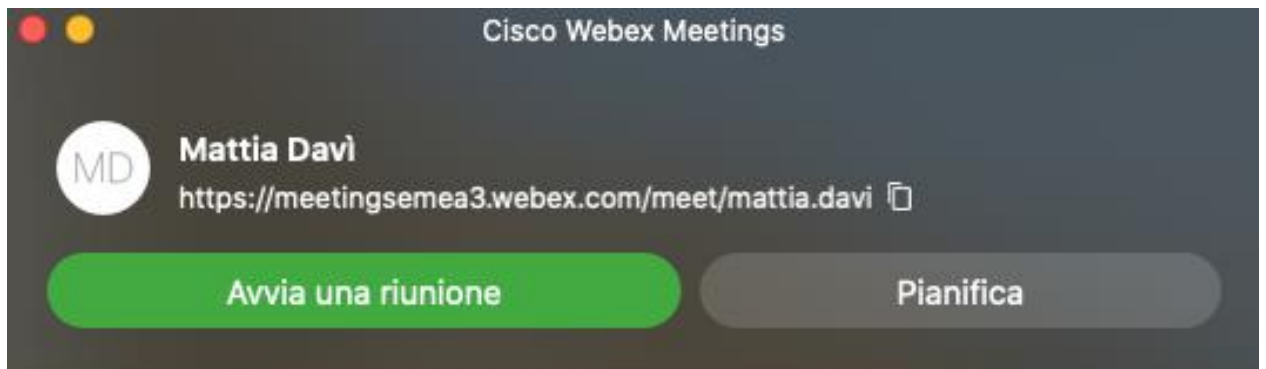 Cisco Webex Meetings
MD
Mattia Davì
https://meetingsemea3.webex.com/meet/mattia.davi
Avvia una riunione
Pianifica